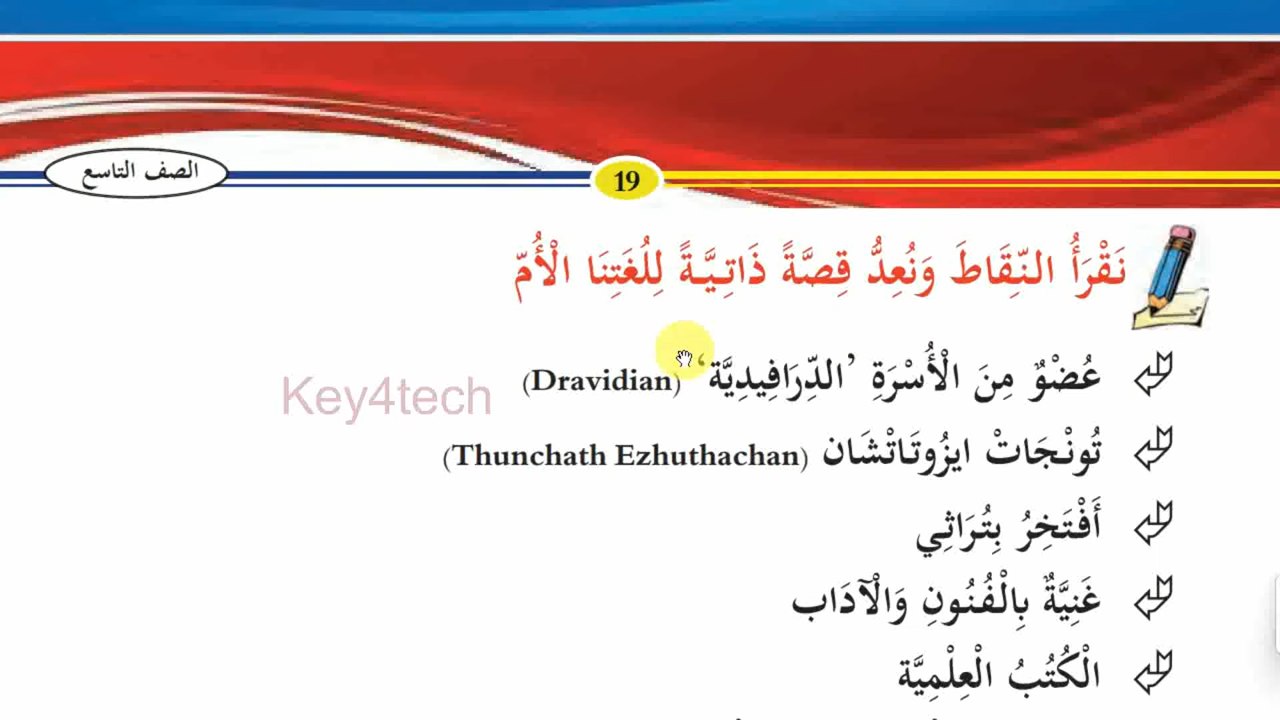 الصف التاسع
19
نَقْرَأُ النِّقَاطَ وَنُعِدُّ قِصَّةً ذَاتِيَّةً لِلُغَتِنَا الْأُمّ
عُضْوٌ مِنَ الْأُسْرَةِ ’الدِّرَافِيدِيَّة‘ (Dravidian)
Key4tech
تُونْجَاتْ ايزُوتَاتْشَان (Thunchath Ezhuthachan)
أَفْتَخِرُ بِتُرَاثِي
غَنِيَّةٌ بِالْفُنُونِ وَالْآدَاب
الْكُتُبُ الْعِلْمِيَّة